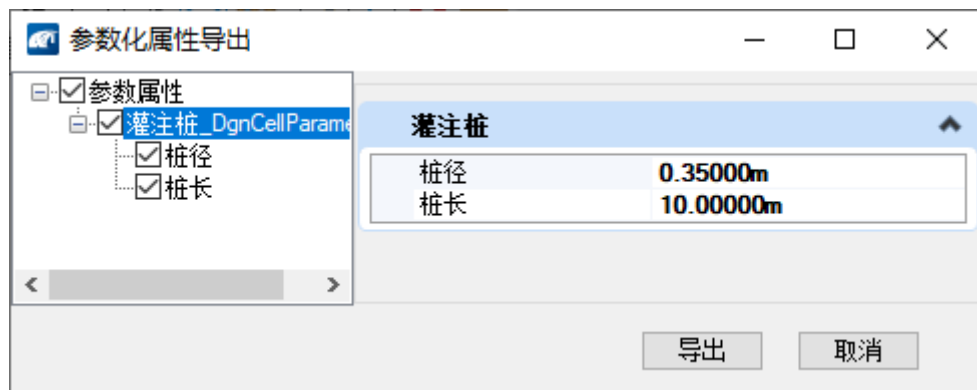 参数化属性导出
参数属性
灌注桩_DgnCellParame
桩径
桩长
灌注桩
桩径 0.35000m
桩长 10.00000m
导出 取消